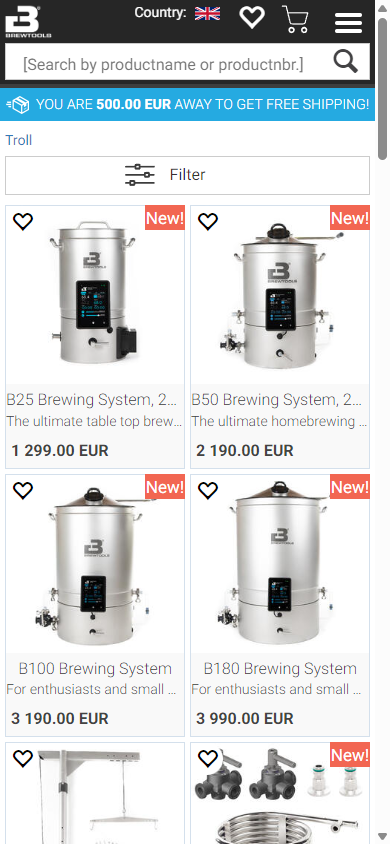 BREWTOOLS
Country:
[Search by productname or productnbr.]
YOU ARE 500.00 EUR AWAY TO GET FREE SHIPPING!
Troll
Filter
New!
New!
B25 Brewing System, 2...
The ultimate table top brew...
1 299.00 EUR
B50 Brewing System, 2...
The ultimate homebrewing ...
2 190.00 EUR
New!
New!
B100 Brewing System
For enthusiasts and small ...
3 190.00 EUR
B180 Brewing System
For enthusiasts and small ...
3 990.00 EUR
New!